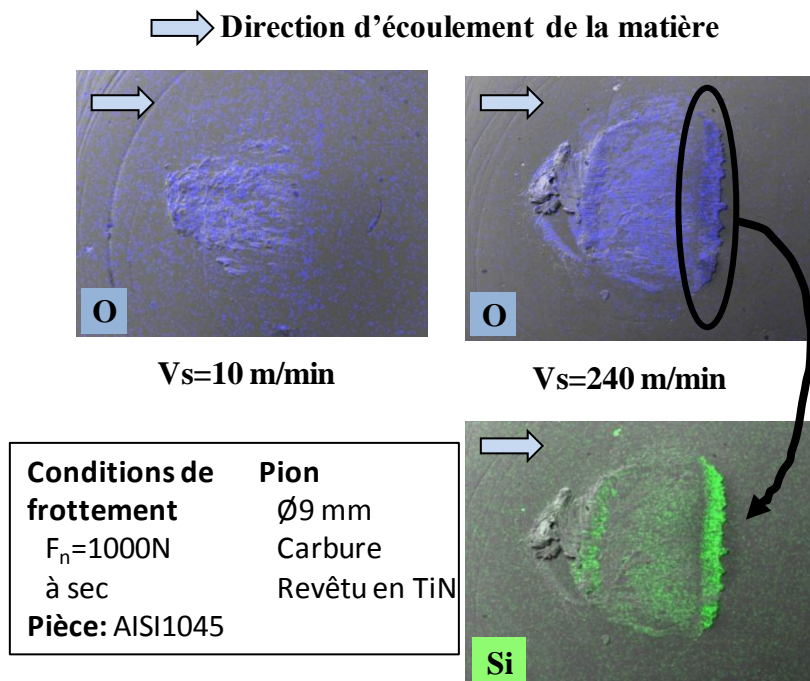 Direction d'écoulement de la matière
O
O
Vs=10 m/min
Vs=240 m/min
Conditions de frottement
Fn=1000N
à sec
Pièce: AISI1045
Pion
Ø9 mm
Carbure
Revêtu en TiN
Si